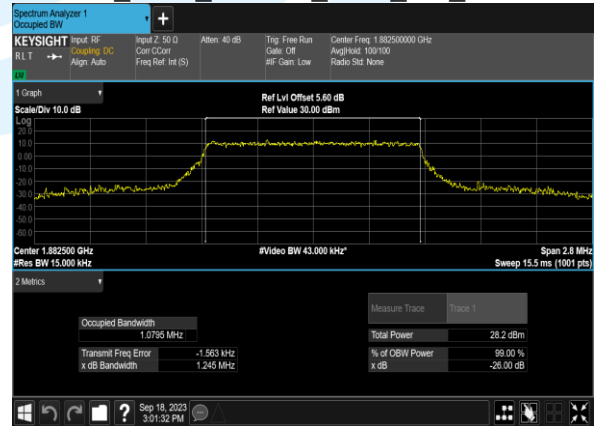 Spectrum Analyzer 1
Occupied BW
+
KEYSIGHT Input: RF Input Z: 50 Ω Atten: 40 dB Trig: Free Run Center Freq: 1.882500000 GHz
RLT Coupling: DC Corr CCorr Gate: Off Avg|Hold: 100/100
Align: Auto Freq Ref: Int (S) #IF Gain: Low Radio Std: None
1 Graph
Ref Lvl Offset 5.60 dB
Scale/Div 10.0 dB Ref Value 30.00 dBm
Log
20.0
10.0
0.00
-10.0
-20.0
-30.0
-40.0
-50.0
-60.0
Center 1.882500 GHz #Video BW 43.000 kHz* Span 2.8 MHz
#Res BW 15.000 kHz Sweep 15.5 ms (1001 pts)
2 Metrics
Measure Trace Trace 1
Occupied Bandwidth
1.0795 MHz Total Power 28.2 dBm
Transmit Freq Error -1.563 kHz % of OBW Power 99.00 %
x dB Bandwidth 1.245 MHz x dB -26.00 dB
? Sep 18, 2023
3:01:32 PM